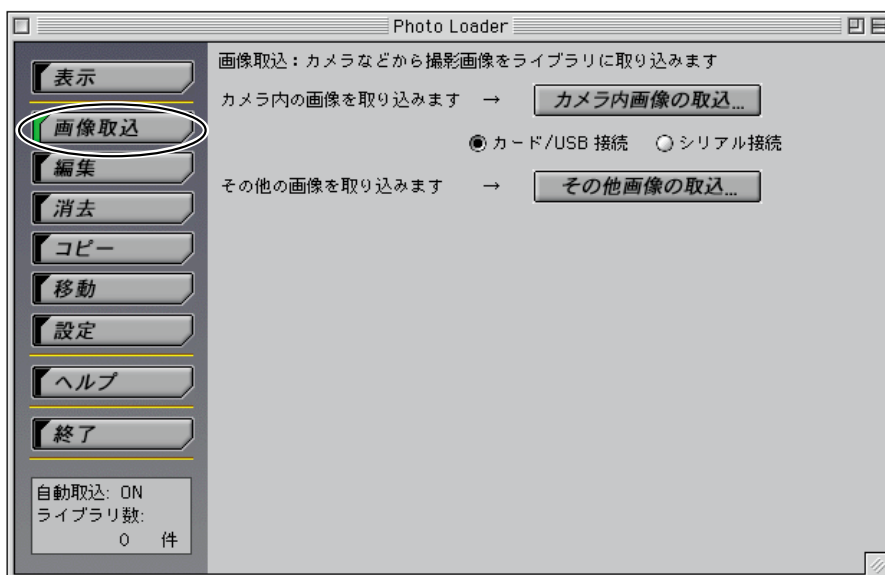 Photo Loader
表示
画像取込
編集
消去
コピー
移動
設定
ヘルプ
終了
自動取込: ON
ライブラリ数:
0 件
画像取込：カメラなどから撮影画像をライブラリに取り込みます
カメラ内の画像を取り込みます → カメラ内画像の取込...
カード/USB 接続 シリアル接続
その他の画像を取り込みます → その他画像の取込...